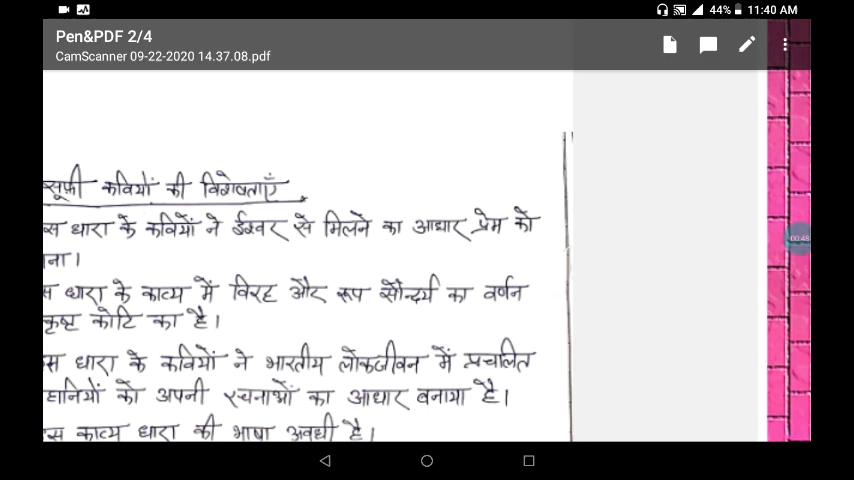 44% 11:40 AM
Pen&PDF 2/4
CamScanner 09-22-2020 14.37.08.pdf
सूफी कवियों की विशेषताएँ
स धारा के कवियों ने ईश्वर से मिलने का आधार प्रेम को
ना।
स धारा के काव्य में विरह और रूप सौन्दर्य का वर्णन
कृष्ट कोटि का है।
स धारा के कवियों ने भारतीय लोकजीवन में प्रचलित
हानियों को अपनी रचनाओं का आधार बनाया है।
स काव्य धारा की भाषा अवधी है।
00:48